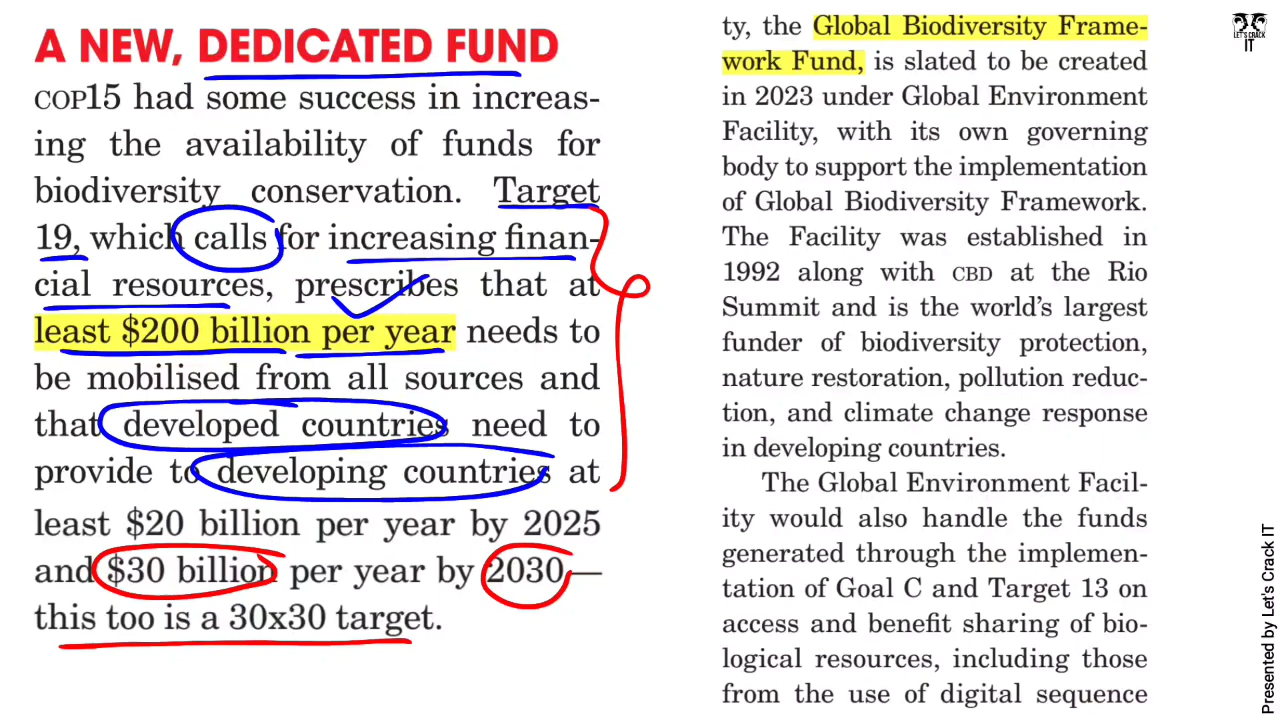 A NEW, DEDICATED FUND
COP15 had some success in increas-
ing the availability of funds for
biodiversity conservation. Target
19, which calls for increasing finan-
cial resources, prescribes that at
least $200 billion per year needs to
be mobilised from all sources and
that developed countries need to
provide to developing countries at
least $20 billion per year by 2025
and $30 billion per year by 2030—
this too is a 30x30 target.
ty, the Global Biodiversity Frame-
work Fund, is slated to be created
in 2023 under Global Environment
Facility, with its own governing
body to support the implementation
of Global Biodiversity Framework.
The Facility was established in
1992 along with CBD at the Rio
Summit and is the world's largest
funder of biodiversity protection,
nature restoration, pollution reduc-
tion, and climate change response
in developing countries.
The Global Environment Facil-
ity would also handle the funds
generated through the implemen-
tation of Goal C and Target 13 on
access and benefit sharing of bio-
logical resources, including those
from the use of digital sequence
LET'S CRACK
IT
Presented by Let's Crack IT